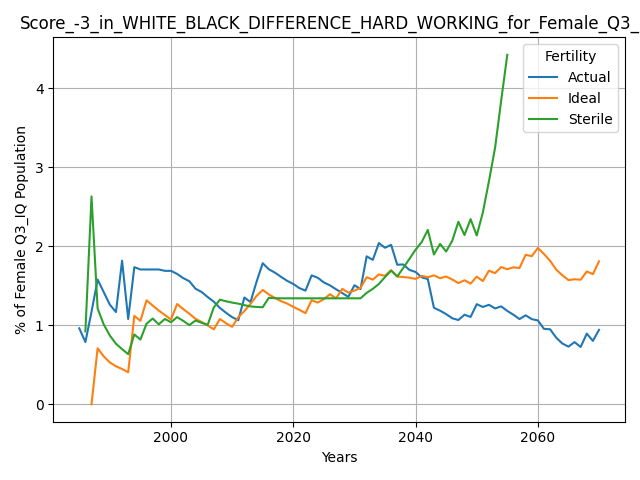 Score_-3_in_WHITE_BLACK_DIFFERENCE_HARD_WORKING_for_Female_Q3_
Fertility
Actual
Ideal
Sterile
% of Female Q3_IQ Population
4
3
2
1
0
2000 2020 2040 2060
Years